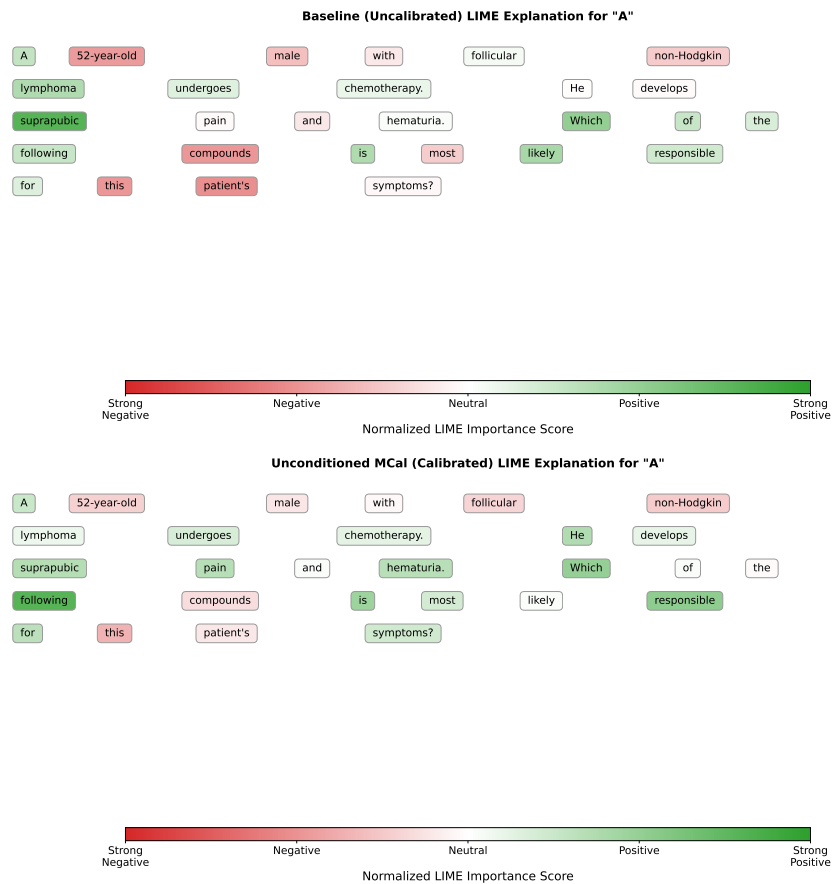 Baseline (Uncalibrated) LIME Explanation for "A"
A 52-year-old male with follicular non-Hodgkin
lymphoma undergoes chemotherapy. He develops
suprapubic pain and hematuria. Which of the
following compounds is most likely responsible
for this patient's symptoms?
Strong Negative Negative Neutral Positive Strong Positive
Normalized LIME Importance Score
Unconditioned MCal (Calibrated) LIME Explanation for "A"
A 52-year-old male with follicular non-Hodgkin
lymphoma undergoes chemotherapy. He develops
suprapubic pain and hematuria. Which of the
following compounds is most likely responsible
for this patient's symptoms?
Strong Negative Negative Neutral Positive Strong Positive
Normalized LIME Importance Score